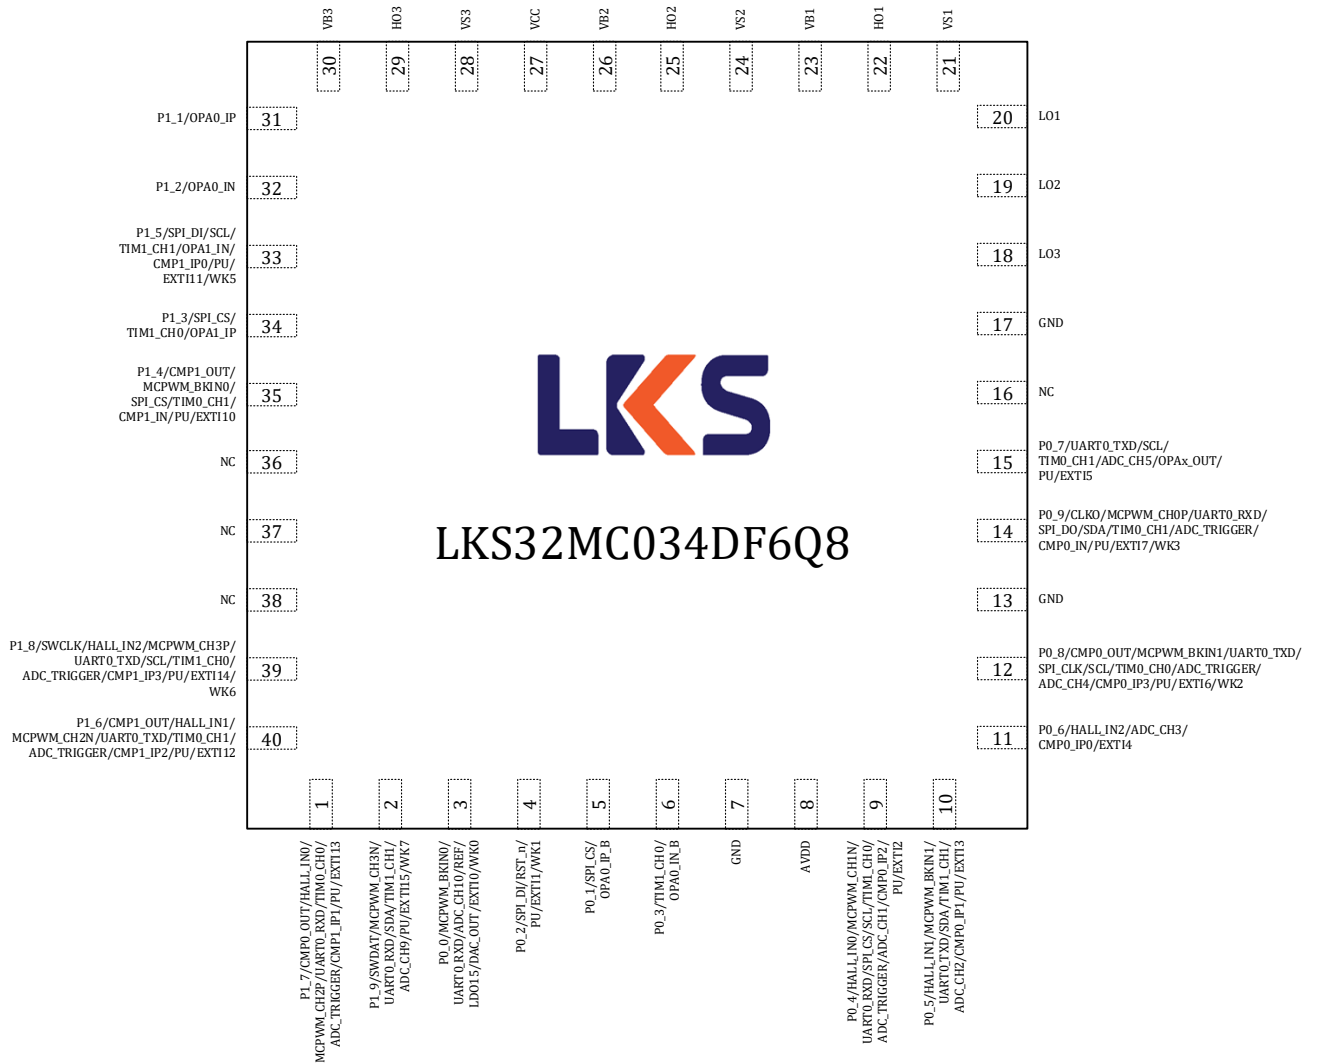 VB3
HO3
VS3
VCC
VB2
HO2
VS2
VB1
HO1
VS1
30
29
28
27
26
25
24
23
22
21
P1_1/OPA0_IP
31
P1_2/OPA0_IN
32
P1_5/SPI_DI/SCL/
TIM1_CH1/OPA1_IN/
CMP1_IP0/PU/
EXTI11/WK5
33
P1_3/SPI_CS/
TIM1_CH0/OPA1_IP
34
P1_4/CMP1_OUT/
MCPWM_BKIN0/
SPI_CS/TIM0_CH1/
CMP1_IN/PU/EXTI10
35
NC
36
NC
37
NC
38
P1_8/SWCLK/HALL_IN2/MCPWM_CH3P/
UART0_TXD/SCL/TIM1_CH0/
ADC_TRIGGER/CMP1_IP3/PU/EXTI14/
WK6
39
P1_6/CMP1_OUT/HALL_IN1/
MCPWM_CH2N/UART0_TXD/TIM0_CH1/
ADC_TRIGGER/CMP1_IP2/PU/EXTI12
40
LKS
LKS32MC034DF6Q8
20
LO1
19
LO2
18
LO3
17
GND
16
NC
15
P0_7/UART0_TXD/SCL/
TIM0_CH1/ADC_CH5/OPAx_OUT/
PU/EXTI5
14
P0_9/CLKO/MCPWM_CH0P/UART0_RXD/
SPI_DO/SDA/TIM0_CH1/ADC_TRIGGER/
CMP0_IN/PU/EXTI7/WK3
13
GND
12
P0_8/CMP0_OUT/MCPWM_BKIN1/UART0_TXD/
SPI_CLK/SCL/TIM0_CH0/ADC_TRIGGER/
ADC_CH4/CMP0_IP3/PU/EXTI6/WK2
11
P0_6/HALL_IN2/ADC_CH3/
CMP0_IP0/EXTI4
1
2
3
4
5
6
7
8
9
10
P1_7/CMP0_OUT/HALL_IN0/
MCPWM_CH2P/UART0_RXD/TIM0_CH0/
ADC_TRIGGER/CMP1_IP1/PU/EXTI13
P1_9/SWDAT/MCPWM_CH3N/
UART0_RXD/SDA/TIM1_CH1/
ADC_CH9/PU/EXTI15/WK7
P0_0/MCPWM_BKIN0/
UART0_RXD/ADC_CH10/REF/
LDO15/DAC_OUT/EXTI0/WK0
P0_2/SPI_DI/RST_n/
PU/EXTI1/WK1
P0_1/SPI_CS/
OPA0_IP_B
P0_3/TIM1_CH0/
OPA0_IN_B
GND
AVDD
P0_4/HALL_IN0/MCPWM_CH1N/
UART0_RXD/SPI_CS/SCL/TIM1_CH0/
ADC_TRIGGER/ADC_CH1/CMP0_IP2/
PU/EXTI2
P0_5/HALL_IN1/MCPWM_BKIN1/
UART0_TXD/SDA/TIM1_CH1/
ADC_CH2/CMP0_IP1/PU/EXTI3